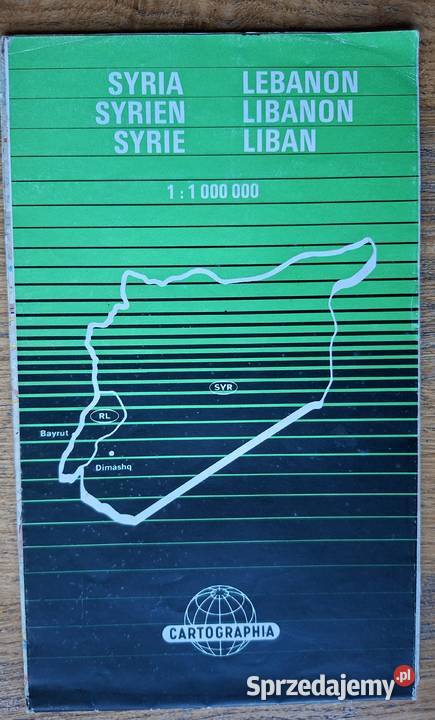 SYRIA LEBANON
SYRIEN LIBANON
SYRIE LIBAN
1 : 1 000 000
SYR
RL
Bayrut
Dimashq
CARTOGRAPHIA
Sprzedajemy.pl